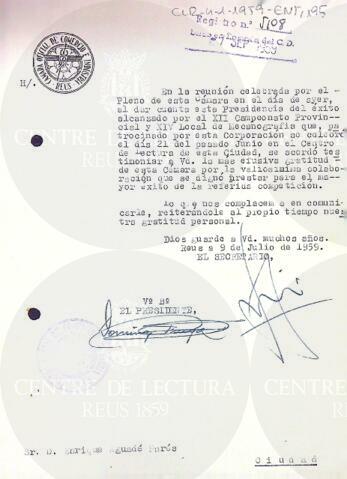 CLR-U-1-1959-ENT,195
Registro n.º 5108
CAMARA OFICIAL DE COMERCIO E INDUSTRIA
REUS
H/.
En la reunión celebrada por el
Pleno de esta Cámara en el día de ayer,
al dar cuenta esta Presidencia del éxito
alcanzado por el XII Campeonato Provin-
cial y XIV Local de Mecanografía que, pa-
trocinado por esta Corporación se celebró
el día 21 del pasado Junio en el Centro
de Lectura de esta Ciudad, se acordó tes
timoniar a Vd. la más efusiva gratitud
de esta Cámara por la valiosísima colabo-
ración que se dignó prestar para el ma--
yor éxito de la referida competición.
Lo que nos complacemos en comuni-
carle, reiterándole al propio tiempo nues
tra gratitud personal.
Dios guarde a Vd. muchos años.
Reus a 9 de Julio de 1959.
EL SECRETARIO,
Vº Bº
EL PRESIDENTE,
CENTRE DE LECTURA
REUS 1859
Sr. D. Enrique Aguadé Parés
Ciudad